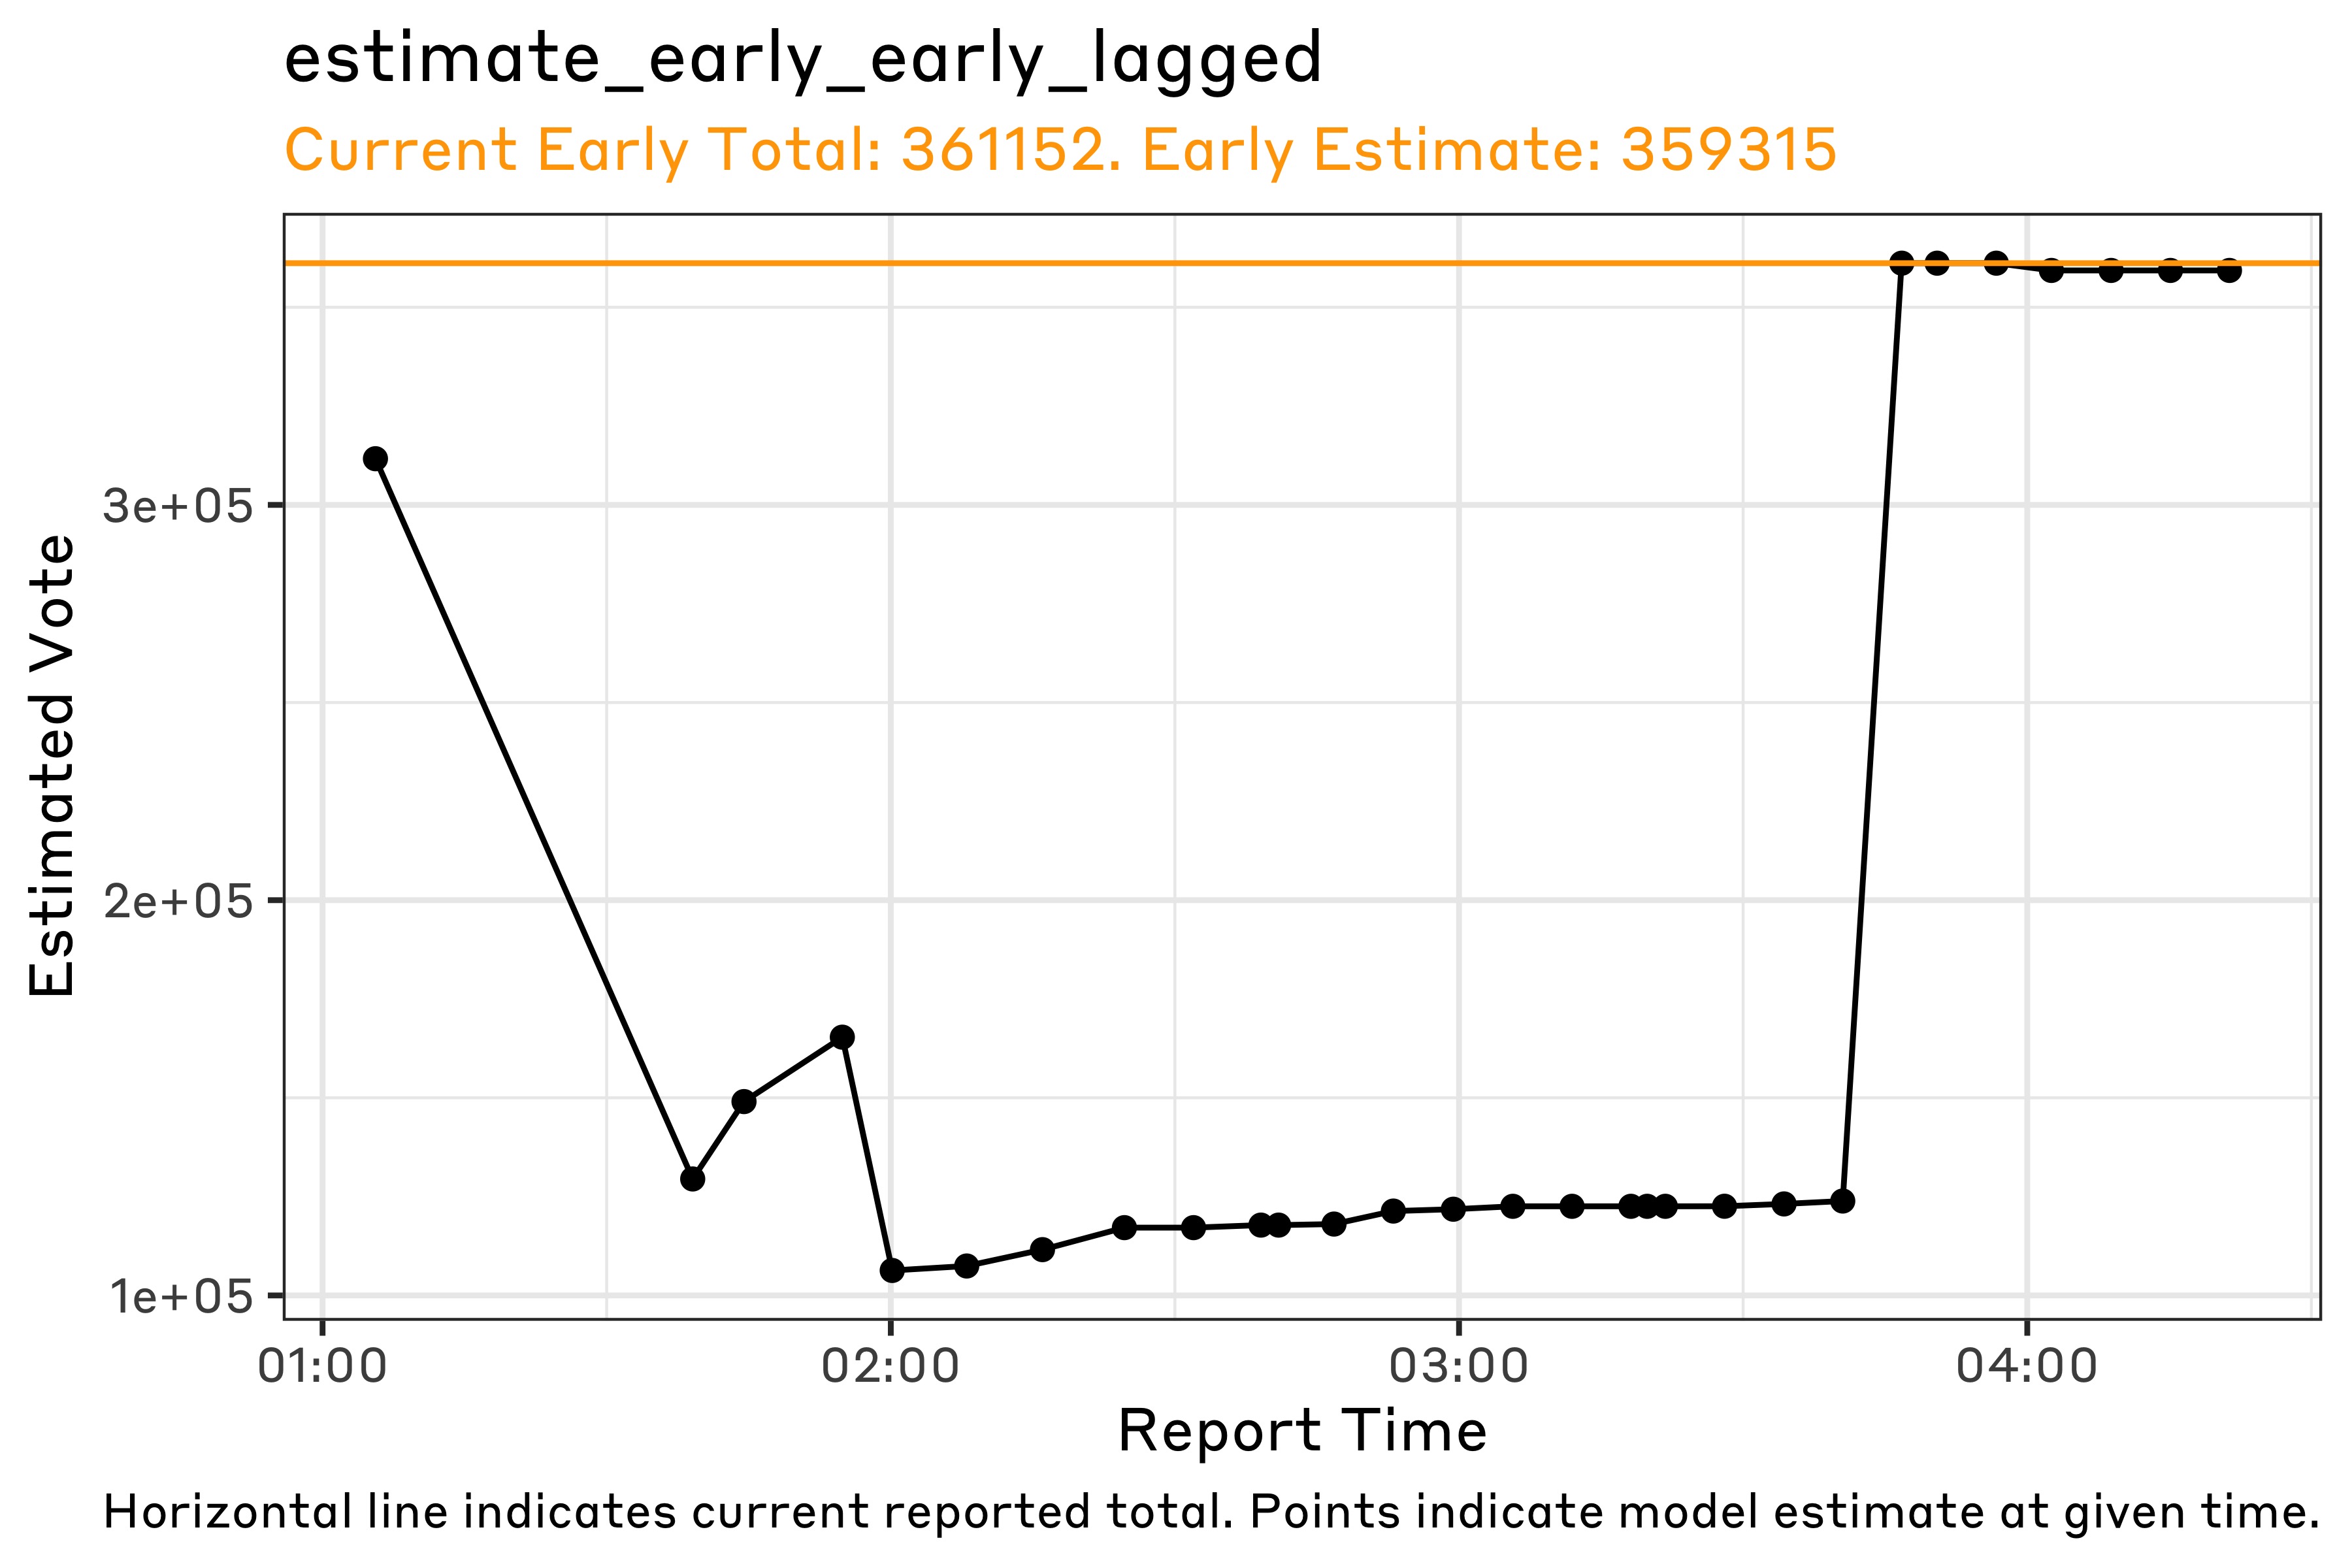 estimate_early_early_lagged
Current Early Total: 361152. Early Estimate: 359315
Estimated Vote
3e+05
2e+05
1e+05
01:00
02:00
03:00
04:00
Report Time
Horizontal line indicates current reported total. Points indicate model estimate at given time.